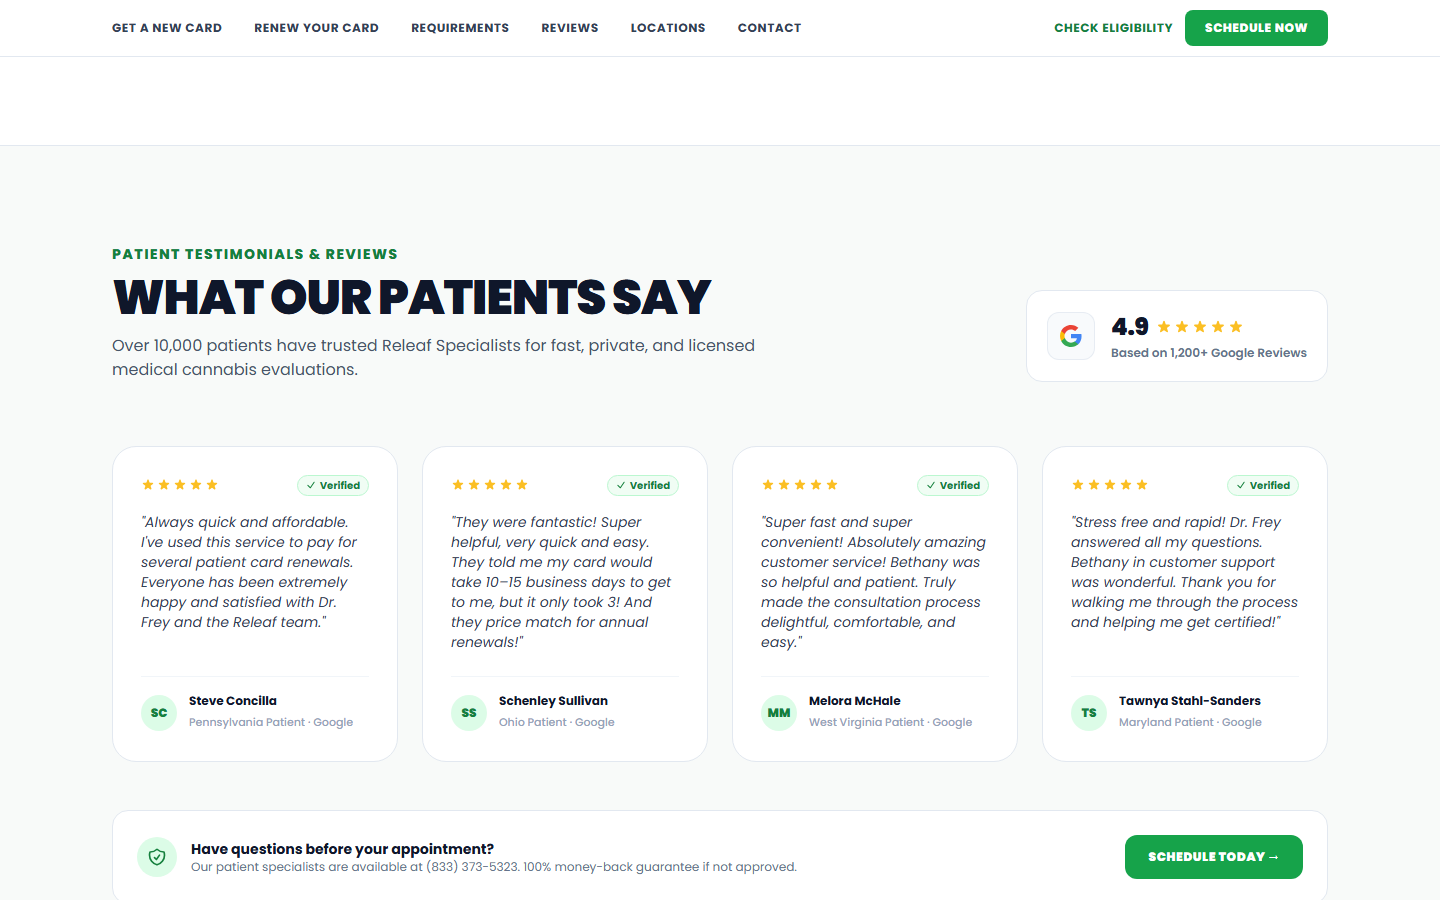 GET A NEW CARD RENEW YOUR CARD REQUIREMENTS REVIEWS LOCATIONS CONTACT CHECK ELIGIBILITY SCHEDULE NOW
PATIENT TESTIMONIALS & REVIEWS
WHAT OUR PATIENTS SAY
Over 10,000 patients have trusted Releaf Specialists for fast, private, and licensed
medical cannabis evaluations.
4.9
Based on 1,200+ Google Reviews
Verified
"Always quick and affordable.
I've used this service to pay for
several patient card renewals.
Everyone has been extremely
happy and satisfied with Dr.
Frey and the Releaf team."
SC
Steve Concilla
Pennsylvania Patient · Google
Verified
"They were fantastic! Super
helpful, very quick and easy.
They told me my card would
take 10–15 business days to get
to me, but it only took 3! And
they price match for annual
renewals!"
SS
Schenley Sullivan
Ohio Patient · Google
Verified
"Super fast and super
convenient! Absolutely amazing
customer service! Bethany was
so helpful and patient. Truly
made the consultation process
delightful, comfortable, and
easy."
MM
Melora McHale
West Virginia Patient · Google
Verified
"Stress free and rapid! Dr. Frey
answered all my questions.
Bethany in customer support
was wonderful. Thank you for
walking me through the process
and helping me get certified!"
TS
Tawnya Stahl-Sanders
Maryland Patient · Google
Have questions before your appointment?
Our patient specialists are available at (833) 373-5323. 100% money-back guarantee if not approved.
SCHEDULE TODAY →